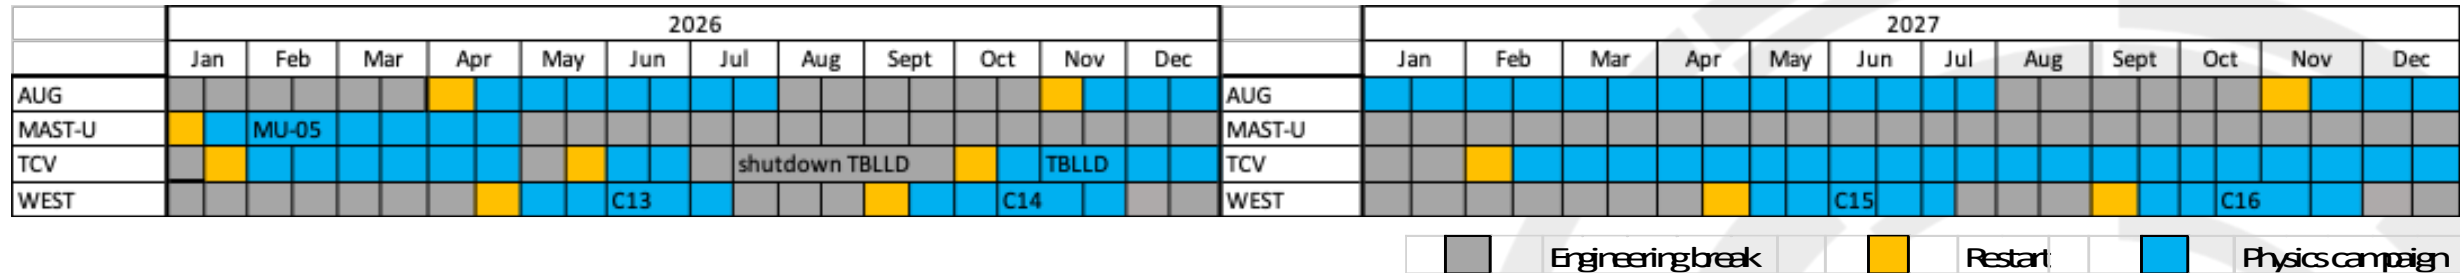 2026 2027
Jan Feb Mar Apr May Jun Jul Aug Sept Oct Nov Dec Jan Feb Mar Apr May Jun Jul Aug Sept Oct Nov Dec
AUG AUG
MAST-U MU-05 MAST-U
TCV shutdown TBLLD TBLLD TCV
WEST C13 C14 WEST C15 C16
Engineering break Restart Physics campaign